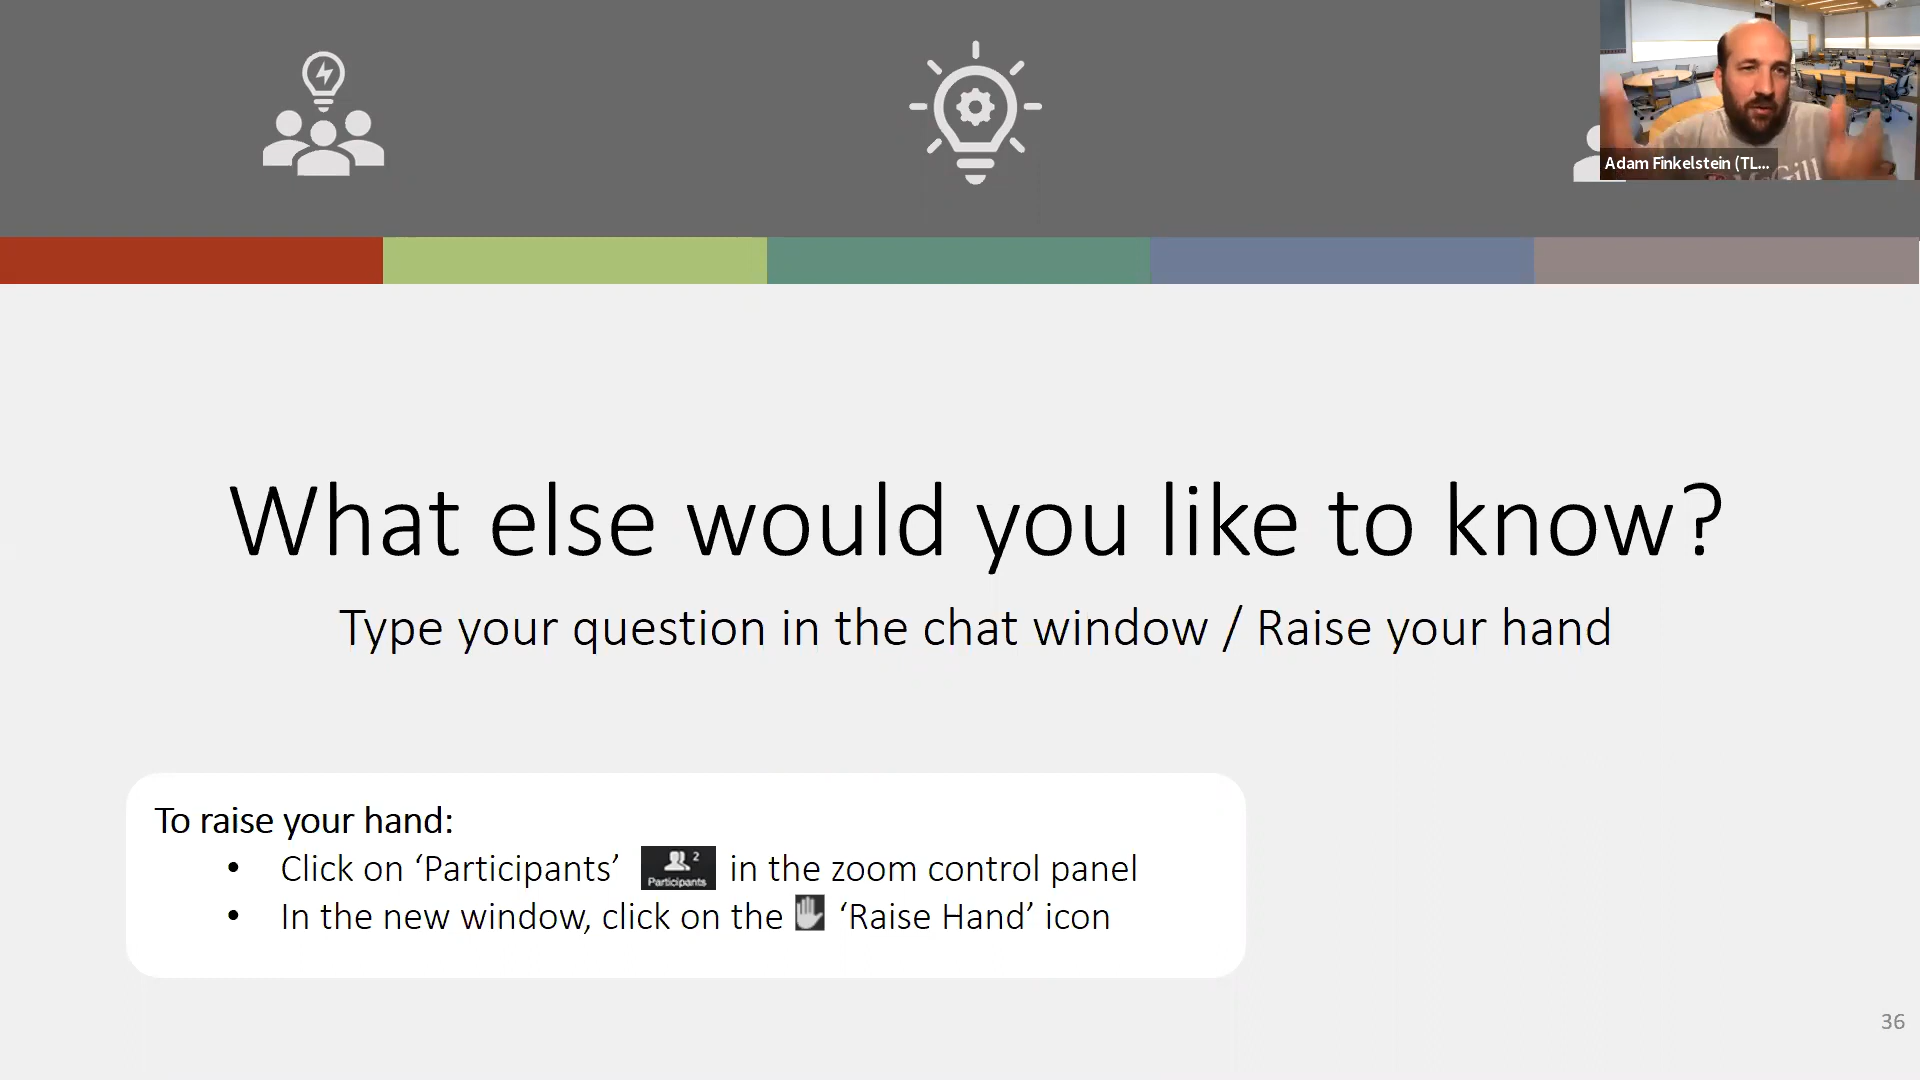 Adam Finkelstein (TL...
McGill
What else would you like to know?
Type your question in the chat window / Raise your hand
To raise your hand:
• Click on ‘Participants’ 2 Participants in the zoom control panel
• In the new window, click on the ‘Raise Hand’ icon
36